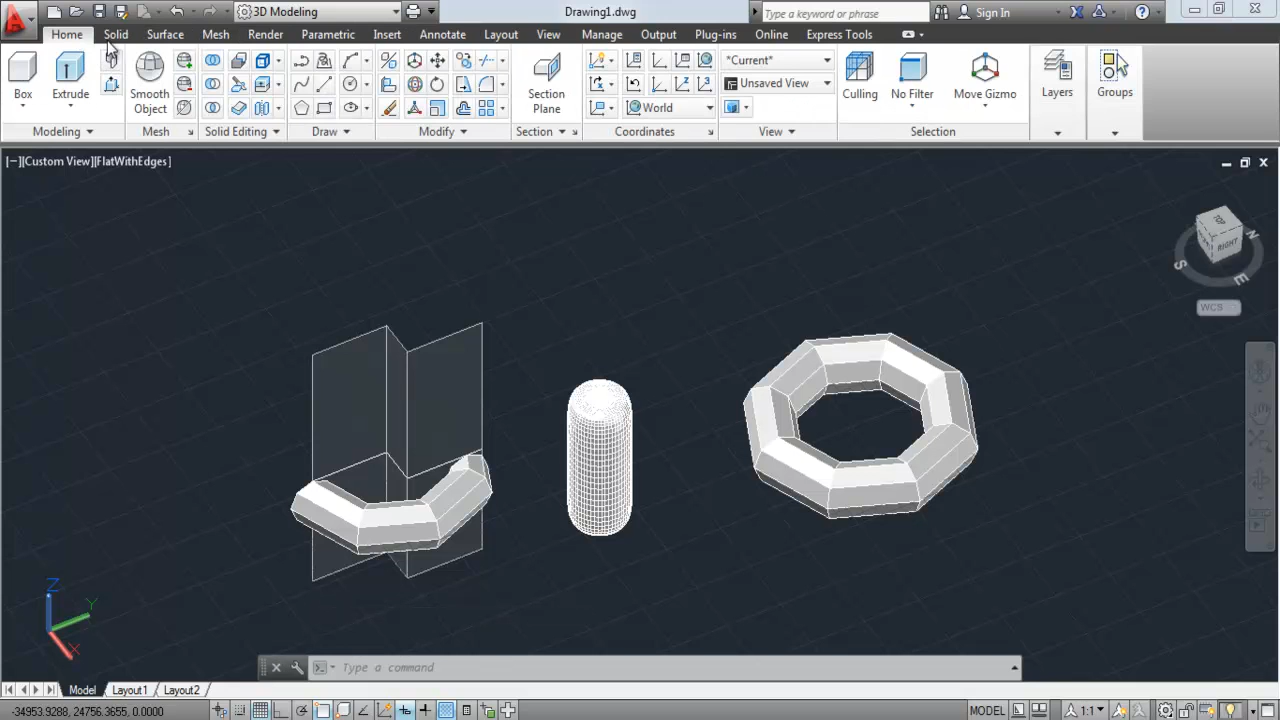 3D Modeling
Drawing1.dwg
Type a keyword or phrase
Sign In
Home Solid Surface Mesh Render Parametric Insert Annotate Layout View Manage Output Plug-ins Online Express Tools
Box
Extrude
Smooth
Object
Section
Plane
*Current*
Unsaved View
World
Culling
No Filter
Move Gizmo
Layers
Groups
Modeling
Mesh
Solid Editing
Draw
Modify
Section
Coordinates
View
Selection
[−][Custom View][FlatWithEdges]
TOP
RIGHT
N
S
E
WCS
Z
Y
X
Type a command
Model Layout1 Layout2
-34953.9288, 24756.3655, 0.0000
MODEL
1:1